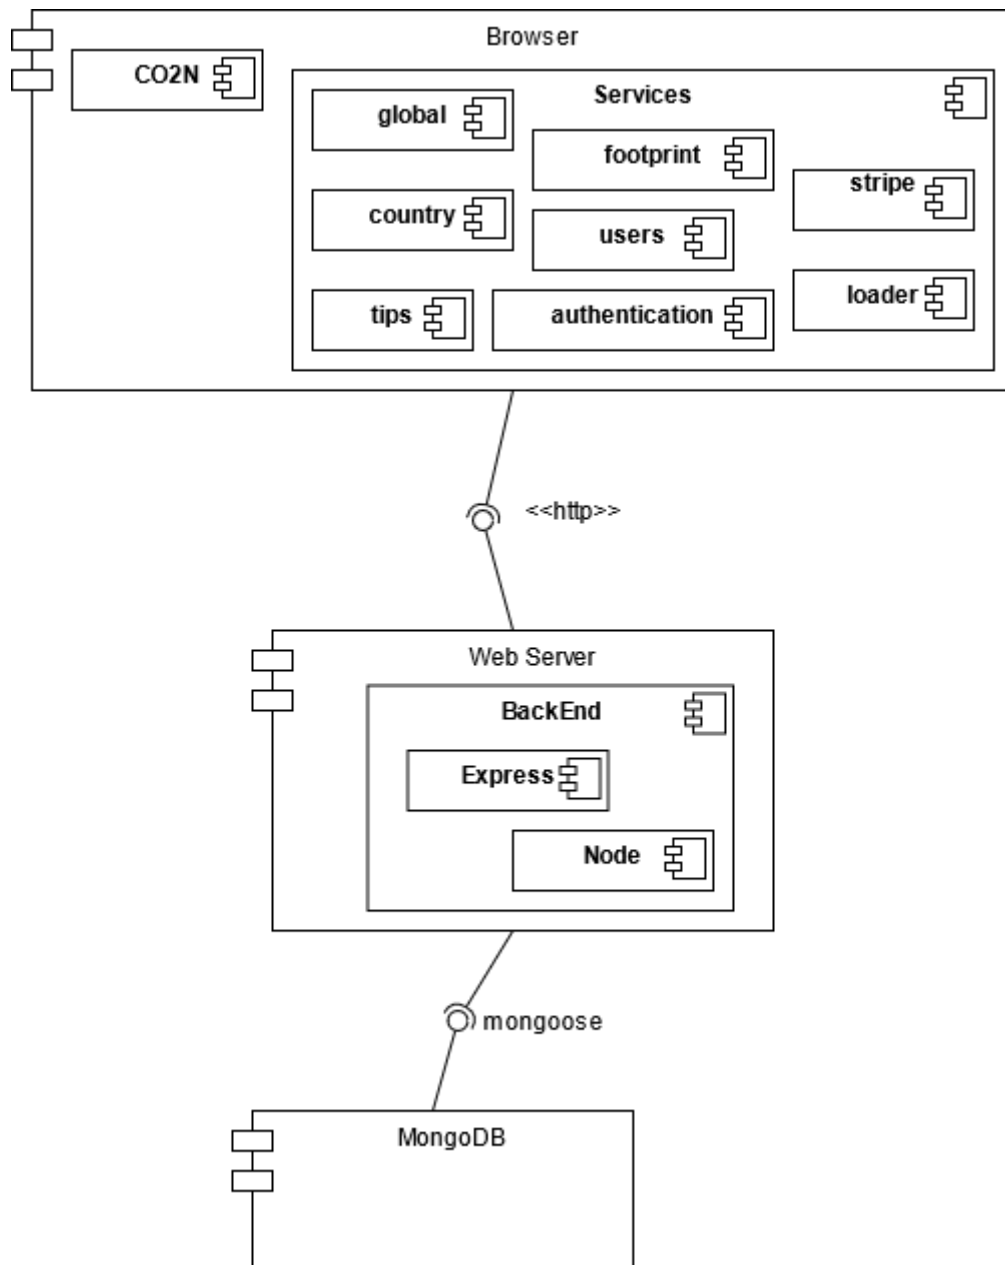 Browser
CO2N
Services
global
footprint
stripe
country
users
loader
tips
authentication
<<http>>
Web Server
BackEnd
Express
Node
mongoose
MongoDB